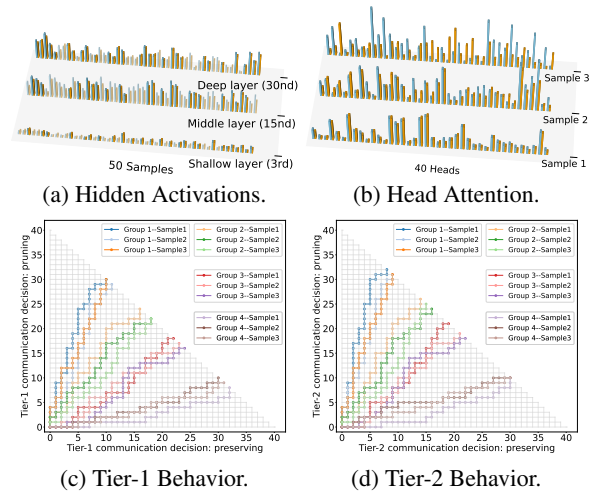 Deep layer (30nd)
Middle layer (15nd)
Shallow layer (3rd)
50 Samples
(a) Hidden Activations.
Sample 3
Sample 2
Sample 1
40 Heads
(b) Head Attention.
Tier-1 communication decision: pruning
40
35
30
25
20
15
10
5
0
Group 1--Sample1
Group 1--Sample2
Group 1--Sample3
Group 2--Sample1
Group 2--Sample2
Group 2--Sample3
Group 3--Sample1
Group 3--Sample2
Group 3--Sample3
Group 4--Sample1
Group 4--Sample2
Group 4--Sample3
0 5 10 15 20 25 30 35 40
Tier-1 communication decision: preserving
(c) Tier-1 Behavior.
Tier-2 communication decision: pruning
40
35
30
25
20
15
10
5
0
Group 1--Sample1
Group 1--Sample2
Group 1--Sample3
Group 2--Sample1
Group 2--Sample2
Group 2--Sample3
Group 3--Sample1
Group 3--Sample2
Group 3--Sample3
Group 4--Sample1
Group 4--Sample2
Group 4--Sample3
0 5 10 15 20 25 30 35 40
Tier-2 communication decision: preserving
(d) Tier-2 Behavior.